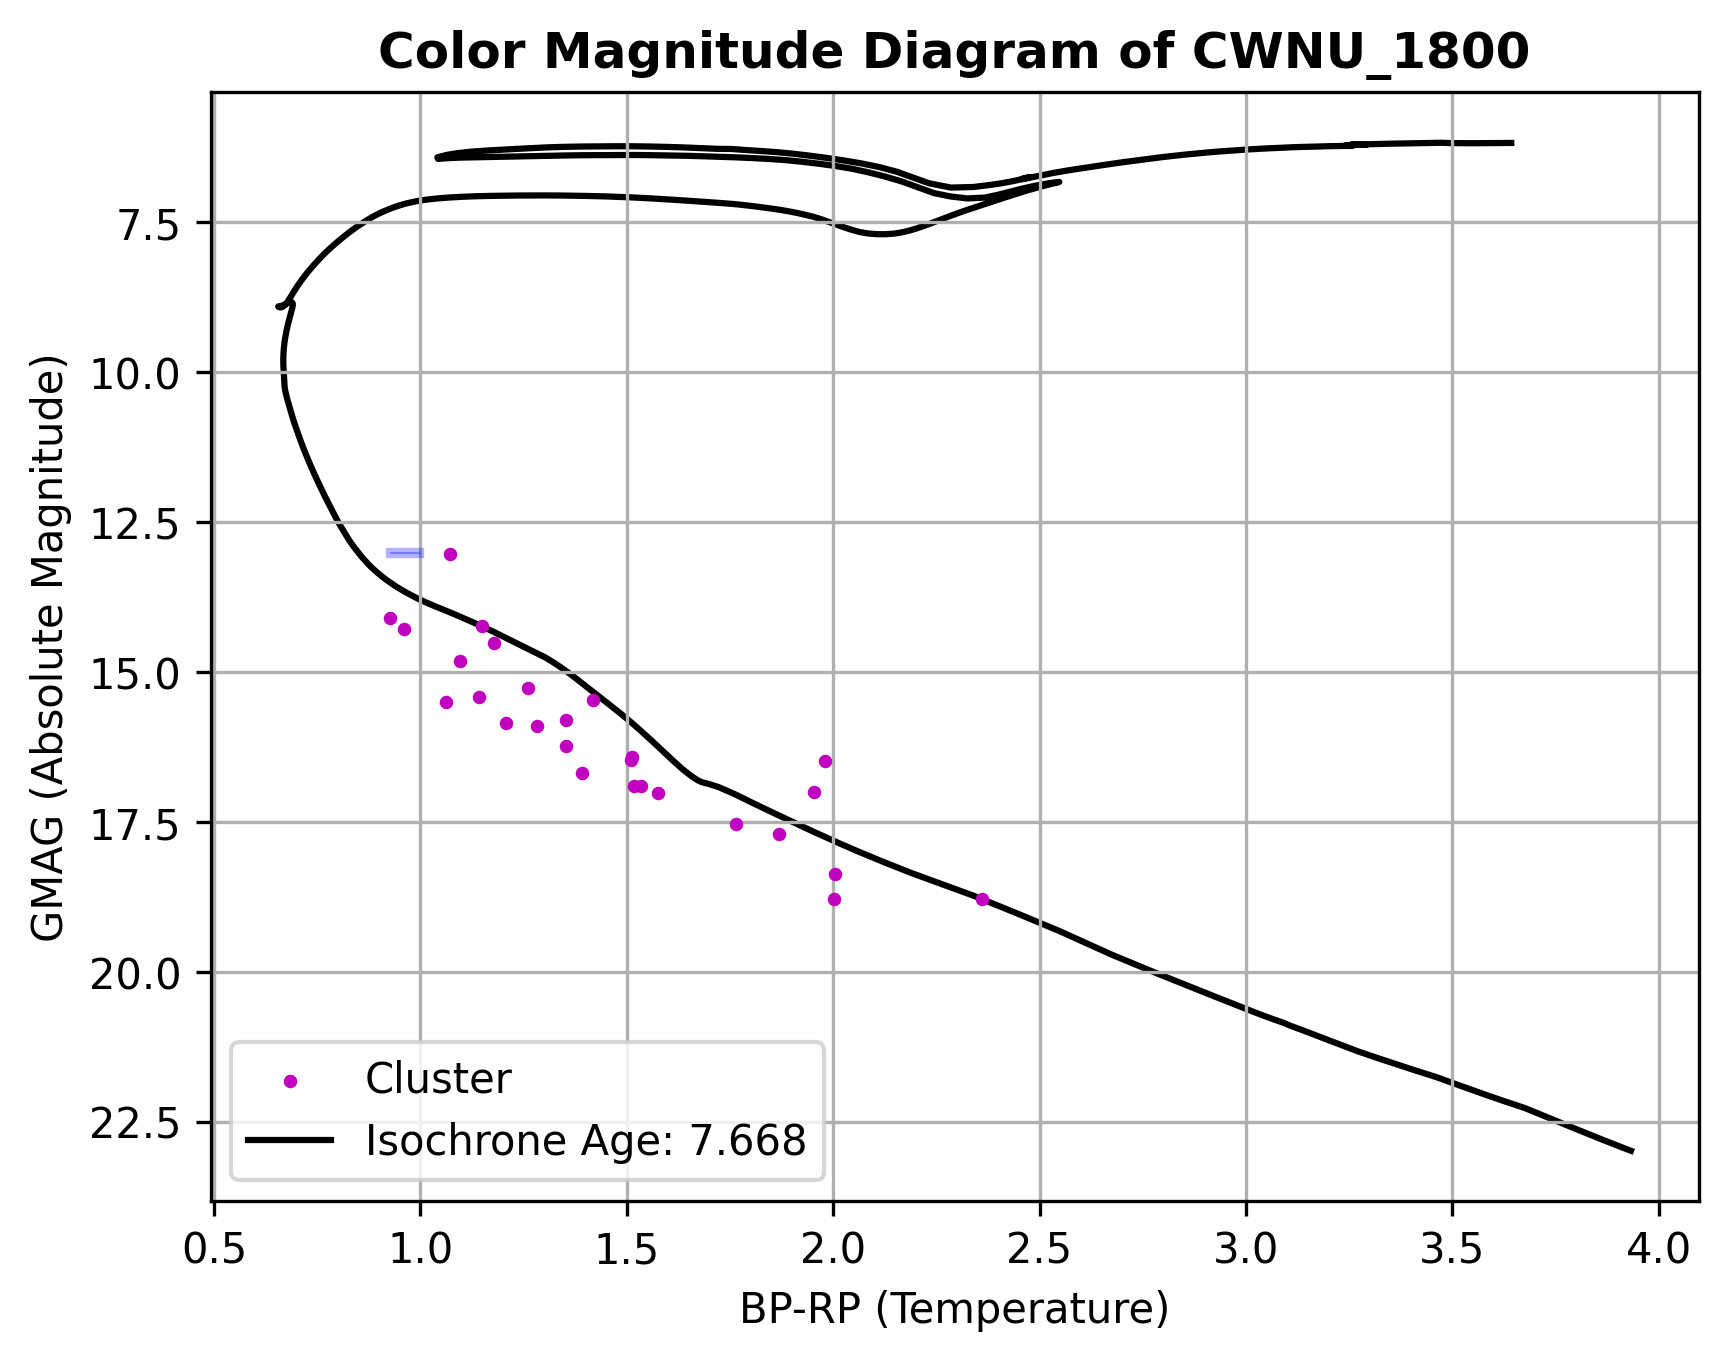 Color Magnitude Diagram of CWNU_1800
GMAG (Absolute Magnitude)
7.5
10.0
12.5
15.0
17.5
20.0
22.5
Cluster
Isochrone Age: 7.668
0.5 1.0 1.5 2.0 2.5 3.0 3.5 4.0
BP-RP (Temperature)